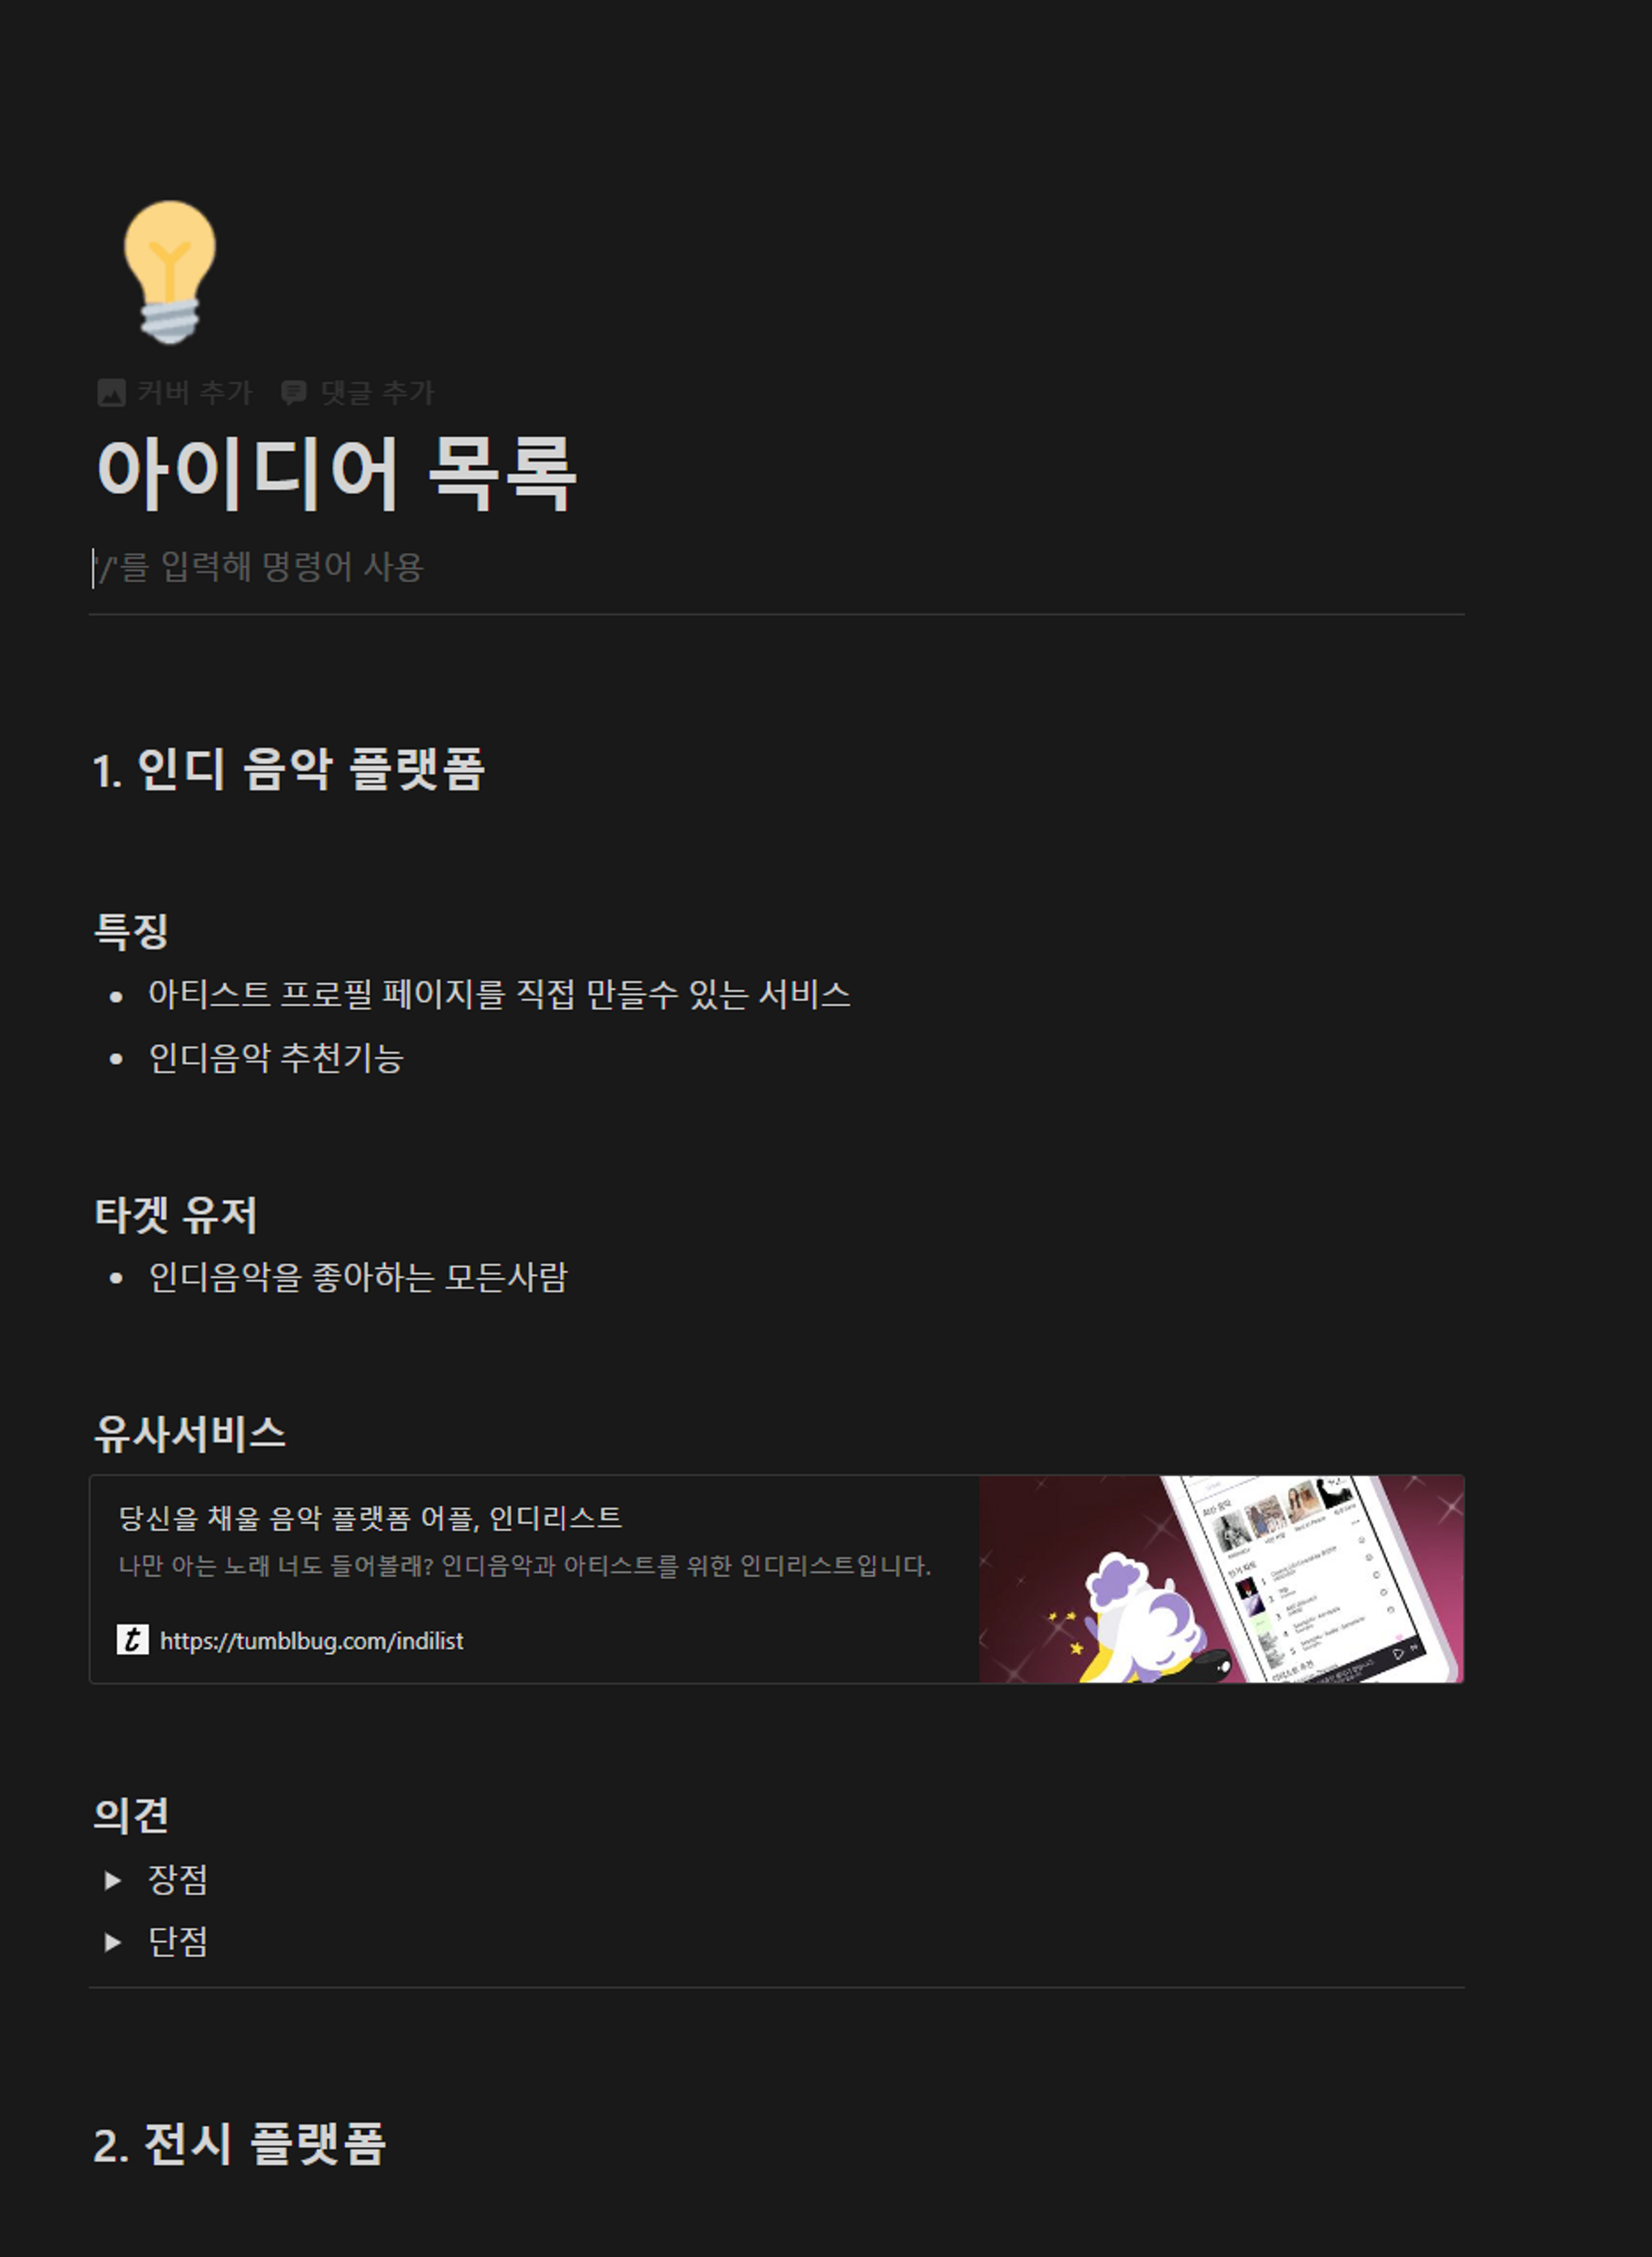 커버 추가 댓글 추가
아이디어 목록
'/'를 입력해 명령어 사용
1. 인디 음악 플랫폼
특징
• 아티스트 프로필 페이지를 직접 만들수 있는 서비스
• 인디음악 추천기능
타겟 유저
• 인디음악을 좋아하는 모든사람
유사서비스
당신을 채울 음악 플랫폼 어플, 인디리스트
나만 아는 노래 너도 들어볼래? 인디음악과 아티스트를 위한 인디리스트입니다.
t https://tumblbug.com/indilist
의견
▶ 장점
▶ 단점
2. 전시 플랫폼